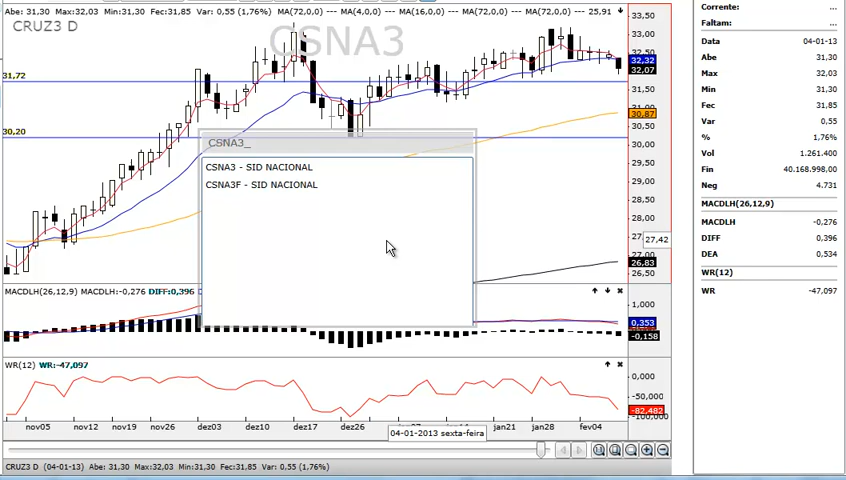 Abe: 31,30 Max:32,03 Min:31,30 Fec:31,85 Var: 0,55 (1,76%) MA(72,0,0) MA(4,0,0) MA(16,0,0) MA(72,0,0) MA(72,0,0) 25,91
CRUZ3 D
CSNA3
33,50
33,00
32,50
32,32
32,07
31,72
31,50
31,00
30,87
30,50
30,20
30,00
29,50
29,00
28,50
28,00
27,42
26,83
26,50
CSNA3_
CSNA3 - SID NACIONAL
CSNA3F - SID NACIONAL
MACDLH(26,12,9) MACDLH:-0,276 DIFF:0,396
1,000
0,353
-0,158
WR(12) WR:-47,097
0,000
-50,000
-82,482
nov05 nov12 nov19 nov26 dez03 dez10 dez17 dez26 jan21 jan28 fev04
04-01-2013 sexta-feira
CRUZ3 D (04-01-13) Abe: 31,30 Max:32,03 Min:31,30 Fec:31,85 Var: 0,55 (1,76%)
Corrente: ...
Faltam: ...
Data 04-01-13
Abe 31,30
Max 32,03
Min 31,30
Fec 31,85
Var 0,55
% 1,76%
Vol 1.261.400
Fin 40.168.998,00
Neg 4.731
MACDLH(26,12,9)
MACDLH -0,276
DIFF 0,396
DEA 0,534
WR(12)
WR -47,097